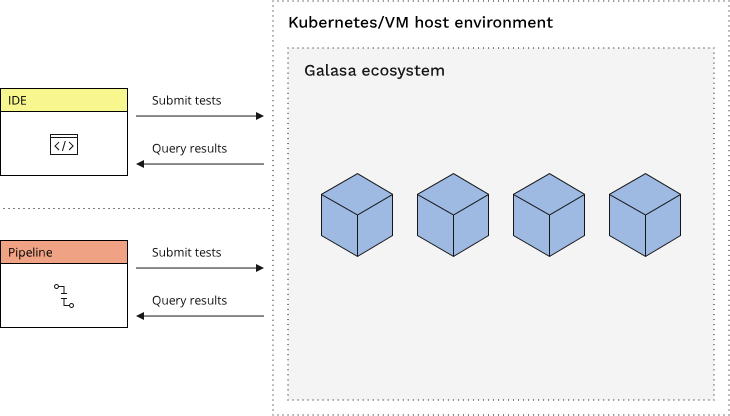 Kubernetes/VM host environment
Galasa ecosystem
IDE
Submit tests
</>
Query results
Pipeline
Submit tests
Query results